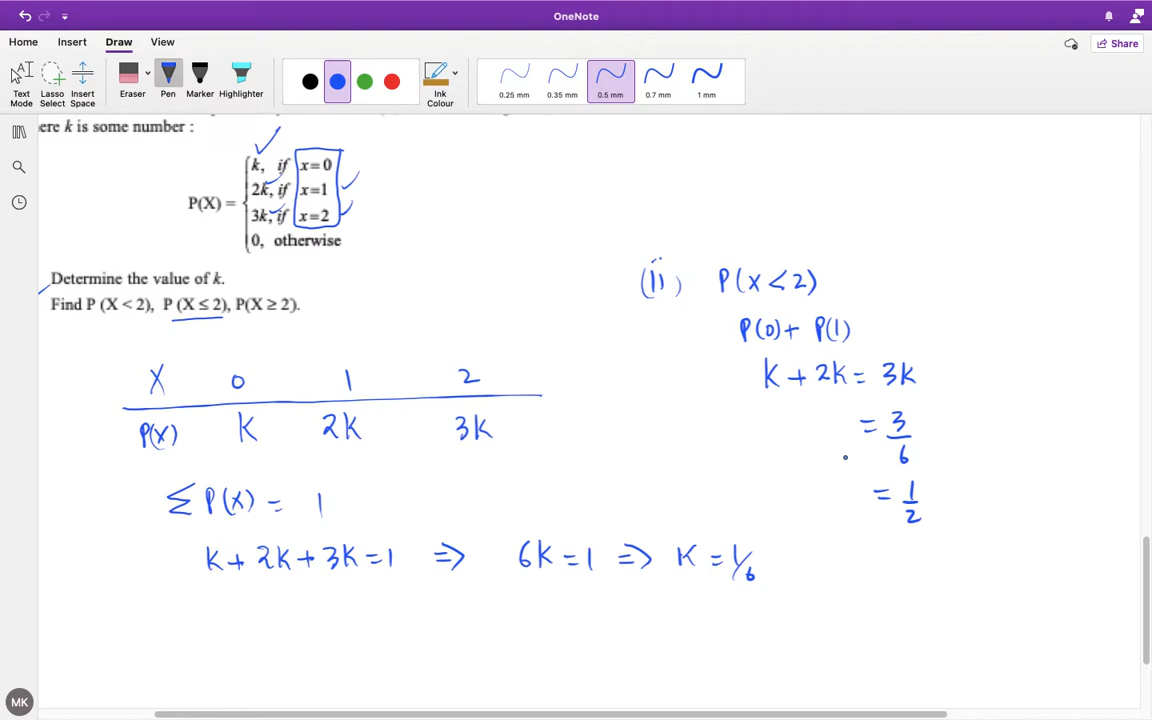 OneNote
Home Insert Draw View
Share
Text Mode
Lasso Select
Insert Space
Eraser
Pen
Marker
Highlighter
Ink Colour
0.25 mm
0.35 mm
0.5 mm
0.7 mm
1 mm
ere k is some number :
P(X) =
k, if x=0
2k, if x=1
3k, if x=2
0, otherwise
Determine the value of k.
Find P (X < 2), P (X ≤ 2), P(X ≥ 2).
X 0 1 2
P(X) K 2K 3K
∑ P(X) = 1
K + 2K + 3K = 1 => 6K = 1 => K = 1/6
(ii) P(X < 2)
P(0) + P(1)
K + 2K = 3K
= 3/6
= 1/2
MK